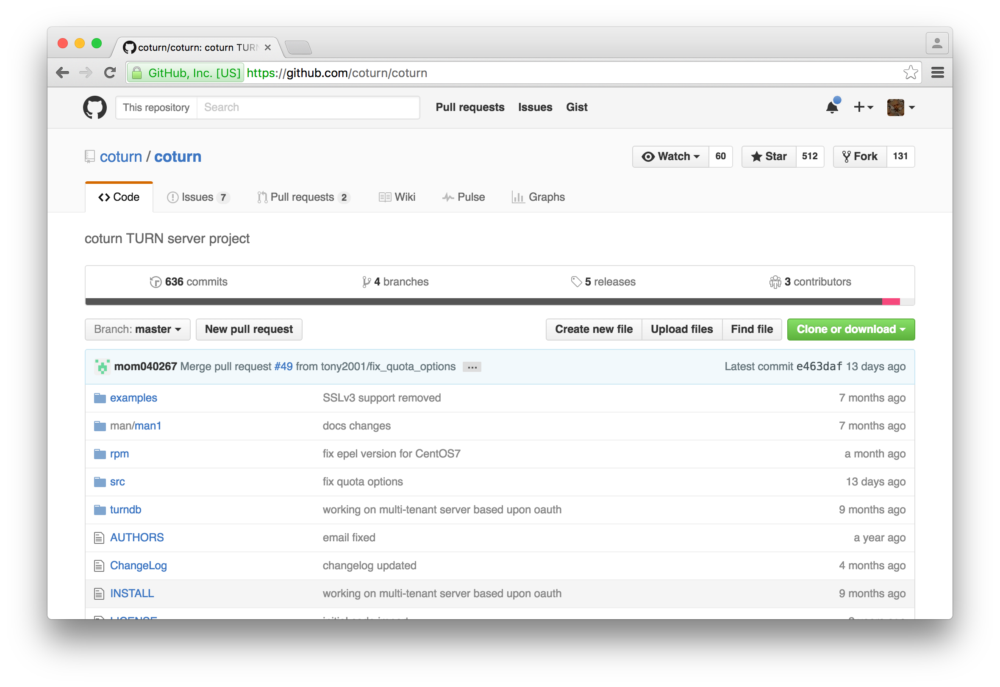 coturn/coturn: coturn TURN
GitHub, Inc. [US] https://github.com/coturn/coturn
This repository Search Pull requests Issues Gist
coturn / coturn Watch 60 Star 512 Fork 131
Code Issues 7 Pull requests 2 Wiki Pulse Graphs
coturn TURN server project
636 commits 4 branches 5 releases 3 contributors
Branch: master New pull request Create new file Upload files Find file Clone or download
mom040267 Merge pull request #49 from tony2001/fix_quota_options ... Latest commit e463daf 13 days ago
examples SSLv3 support removed 7 months ago
man/man1 docs changes 7 months ago
rpm fix epel version for CentOS7 a month ago
src fix quota options 13 days ago
turndb working on multi-tenant server based upon oauth 9 months ago
AUTHORS email fixed a year ago
ChangeLog changelog updated 4 months ago
INSTALL working on multi-tenant server based upon oauth 9 months ago
LICENSE initial code import